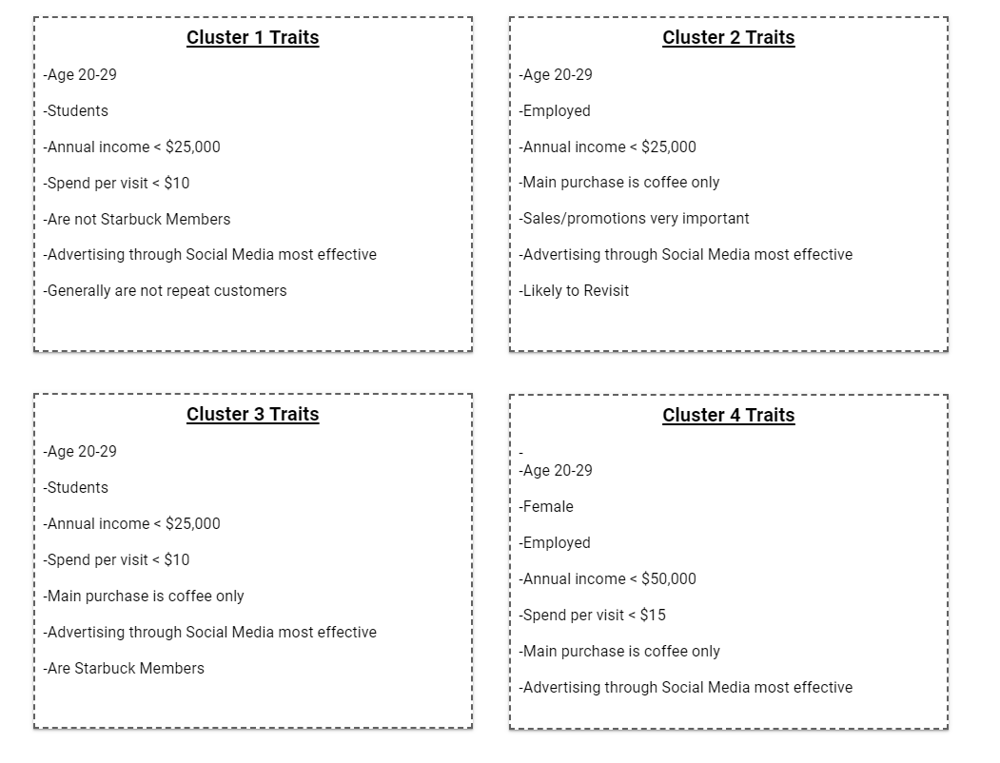 Cluster 1 Traits
-Age 20-29
-Students
-Annual income < $25,000
-Spend per visit < $10
-Are not Starbuck Members
-Advertising through Social Media most effective
-Generally are not repeat customers
Cluster 2 Traits
-Age 20-29
-Employed
-Annual income < $25,000
-Main purchase is coffee only
-Sales/promotions very important
-Advertising through Social Media most effective
-Likely to Revisit
Cluster 3 Traits
-Age 20-29
-Students
-Annual income < $25,000
-Spend per visit < $10
-Main purchase is coffee only
-Advertising through Social Media most effective
-Are Starbuck Members
Cluster 4 Traits
-
-Age 20-29
-Female
-Employed
-Annual income < $50,000
-Spend per visit < $15
-Main purchase is coffee only
-Advertising through Social Media most effective